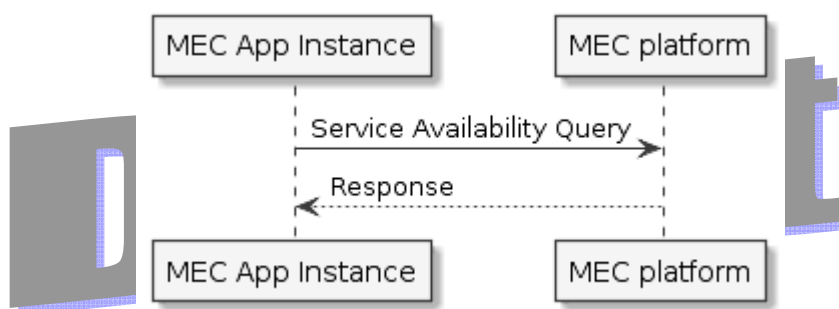 MEC App Instance MEC platform
Service Availability Query
Response
MEC App Instance MEC platform